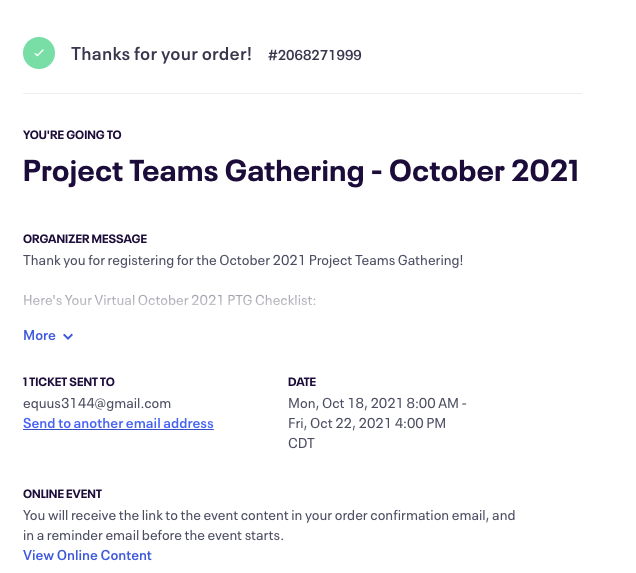 Thanks for your order! #2068271999
YOU'RE GOING TO
Project Teams Gathering - October 2021
ORGANIZER MESSAGE
Thank you for registering for the October 2021 Project Teams Gathering!
Here's Your Virtual October 2021 PTG Checklist:
More
1 TICKET SENT TO
equus3144@gmail.com
Send to another email address
DATE
Mon, Oct 18, 2021 8:00 AM -
Fri, Oct 22, 2021 4:00 PM
CDT
ONLINE EVENT
You will receive the link to the event content in your order confirmation email, and
in a reminder email before the event starts.
View Online Content